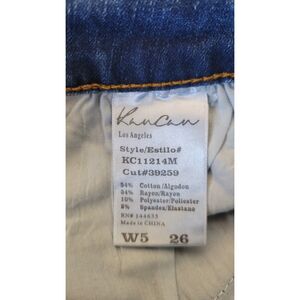 KanCan
Los Angeles
Style/Estilo#
KC11214M
Cut#39259
54% Cotton/Algodon
34% Rayon/Rayon
10% Polyester/Poliester
2% Spandex/Elastano
RN# 144633
Made in CHINA
W5 26